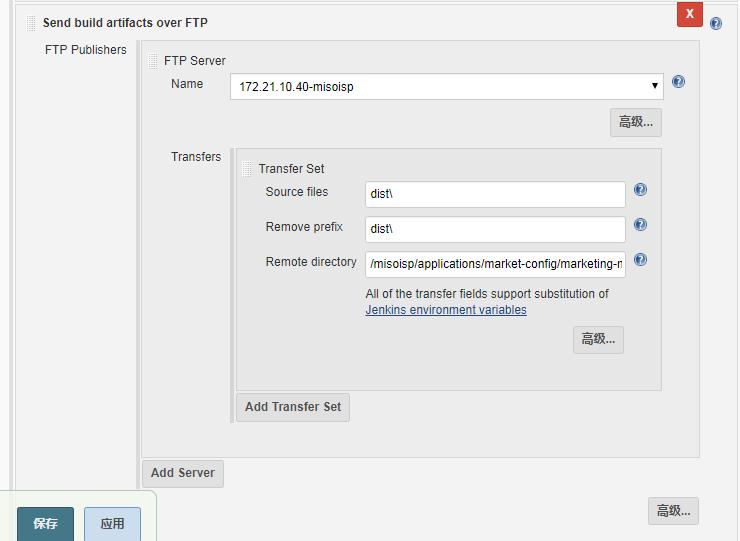 Send build artifacts over FTP
X
FTP Publishers
FTP Server
Name
172.21.10.40-misoisp
高级...
Transfers
Transfer Set
Source files
dist\
Remove prefix
dist\
Remote directory
/misoisp/applications/market-config/marketing-m
All of the transfer fields support substitution of
Jenkins environment variables
高级...
Add Transfer Set
Add Server
高级...
保存
应用